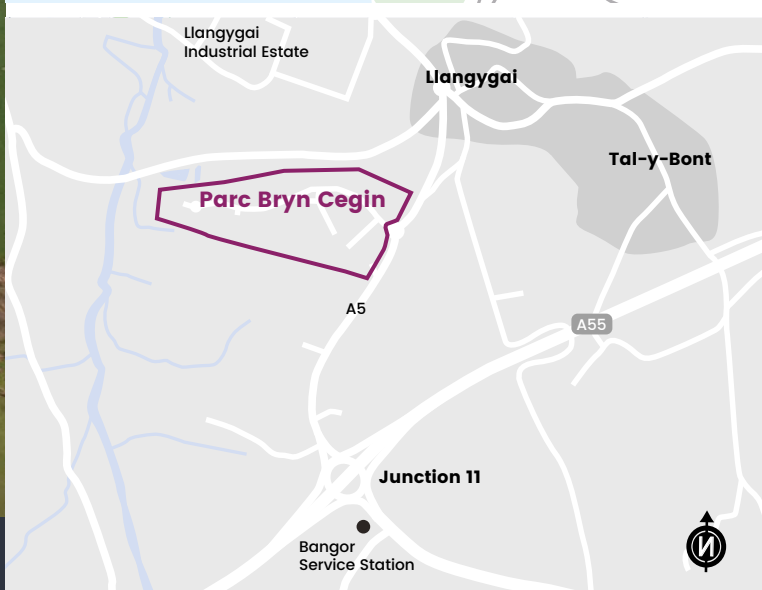 Llangygai
Industrial Estate
Llangygai
Tal-y-Bont
Parc Bryn Cegin
A5
A55
Junction 11
Bangor
Service Station
N